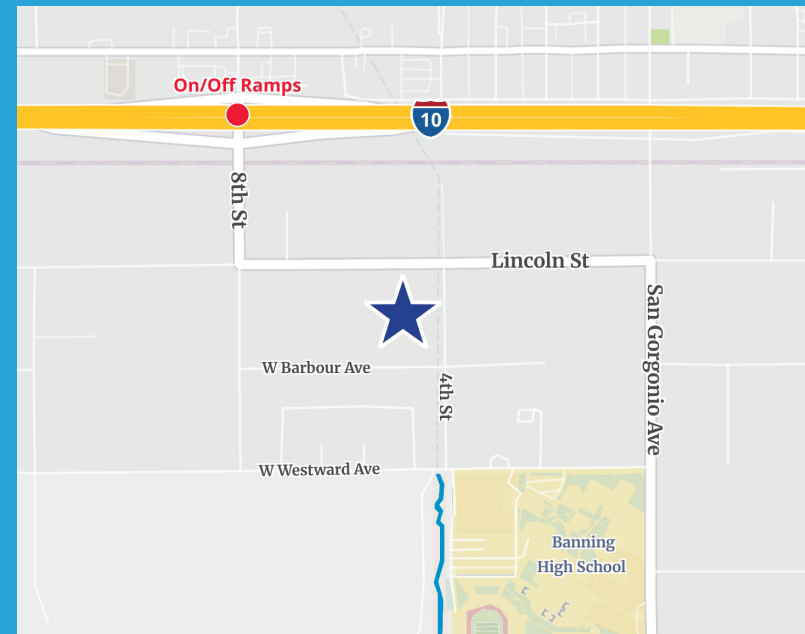 On/Off Ramps
10
8th St
Lincoln St
San Gorgonio Ave
W Barbour Ave
4th St
W Westward Ave
Banning
High School